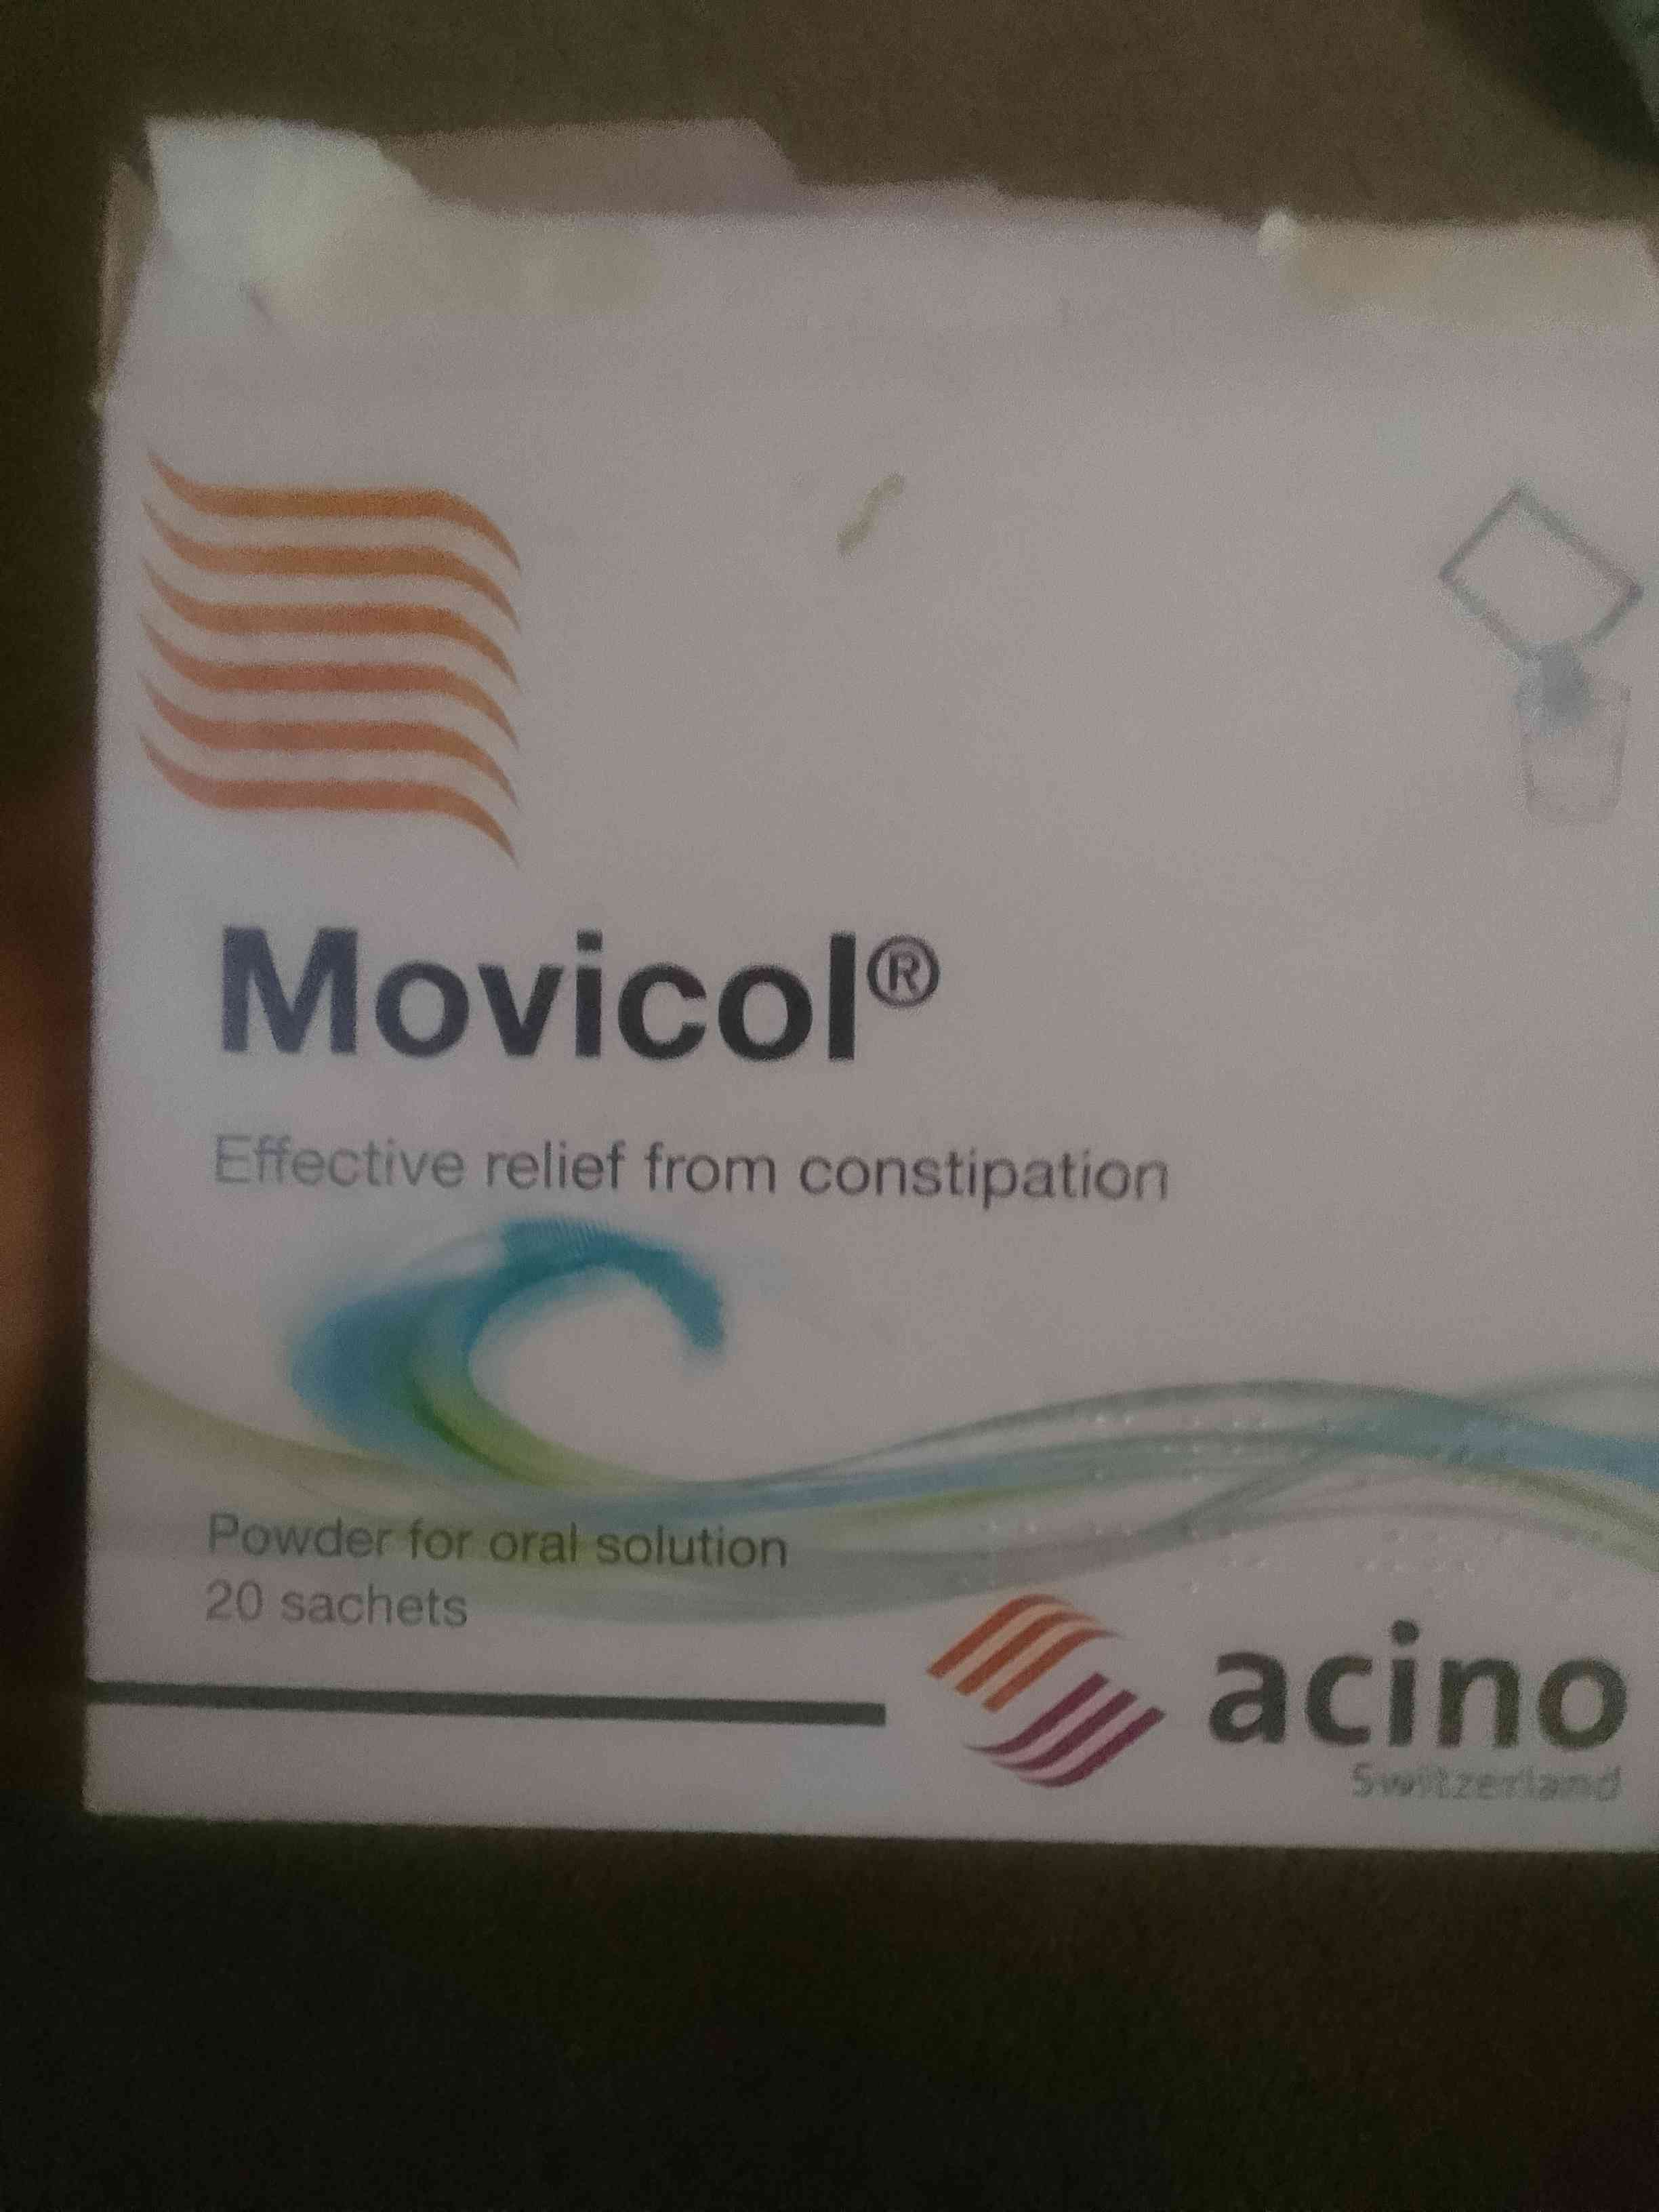 Movicol®
Effective relief from constipation
Powder for oral solution
20 sachets
acino
Switzerland